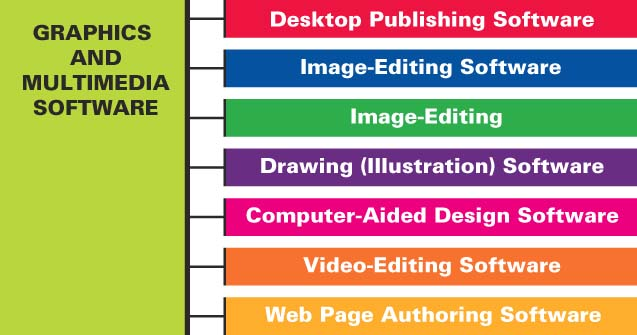 GRAPHICS
AND
MULTIMEDIA
SOFTWARE
Desktop Publishing Software
Image-Editing Software
Image-Editing
Drawing (Illustration) Software
Computer-Aided Design Software
Video-Editing Software
Web Page Authoring Software